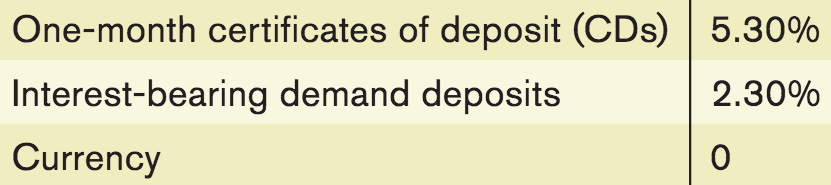 One-month certificates of deposit (CDs) 5.30%
Interest-bearing demand deposits 2.30%
Currency 0